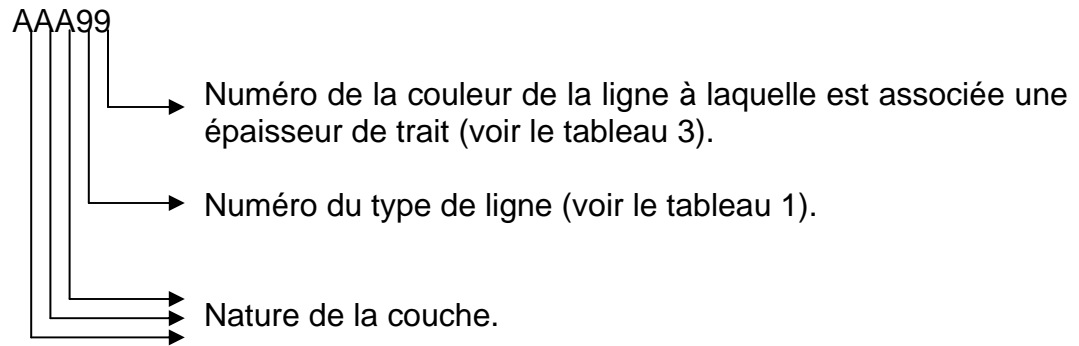 AAA99
Numéro de la couleur de la ligne à laquelle est associée une
épaisseur de trait (voir le tableau 3).
Numéro du type de ligne (voir le tableau 1).
Nature de la couche.